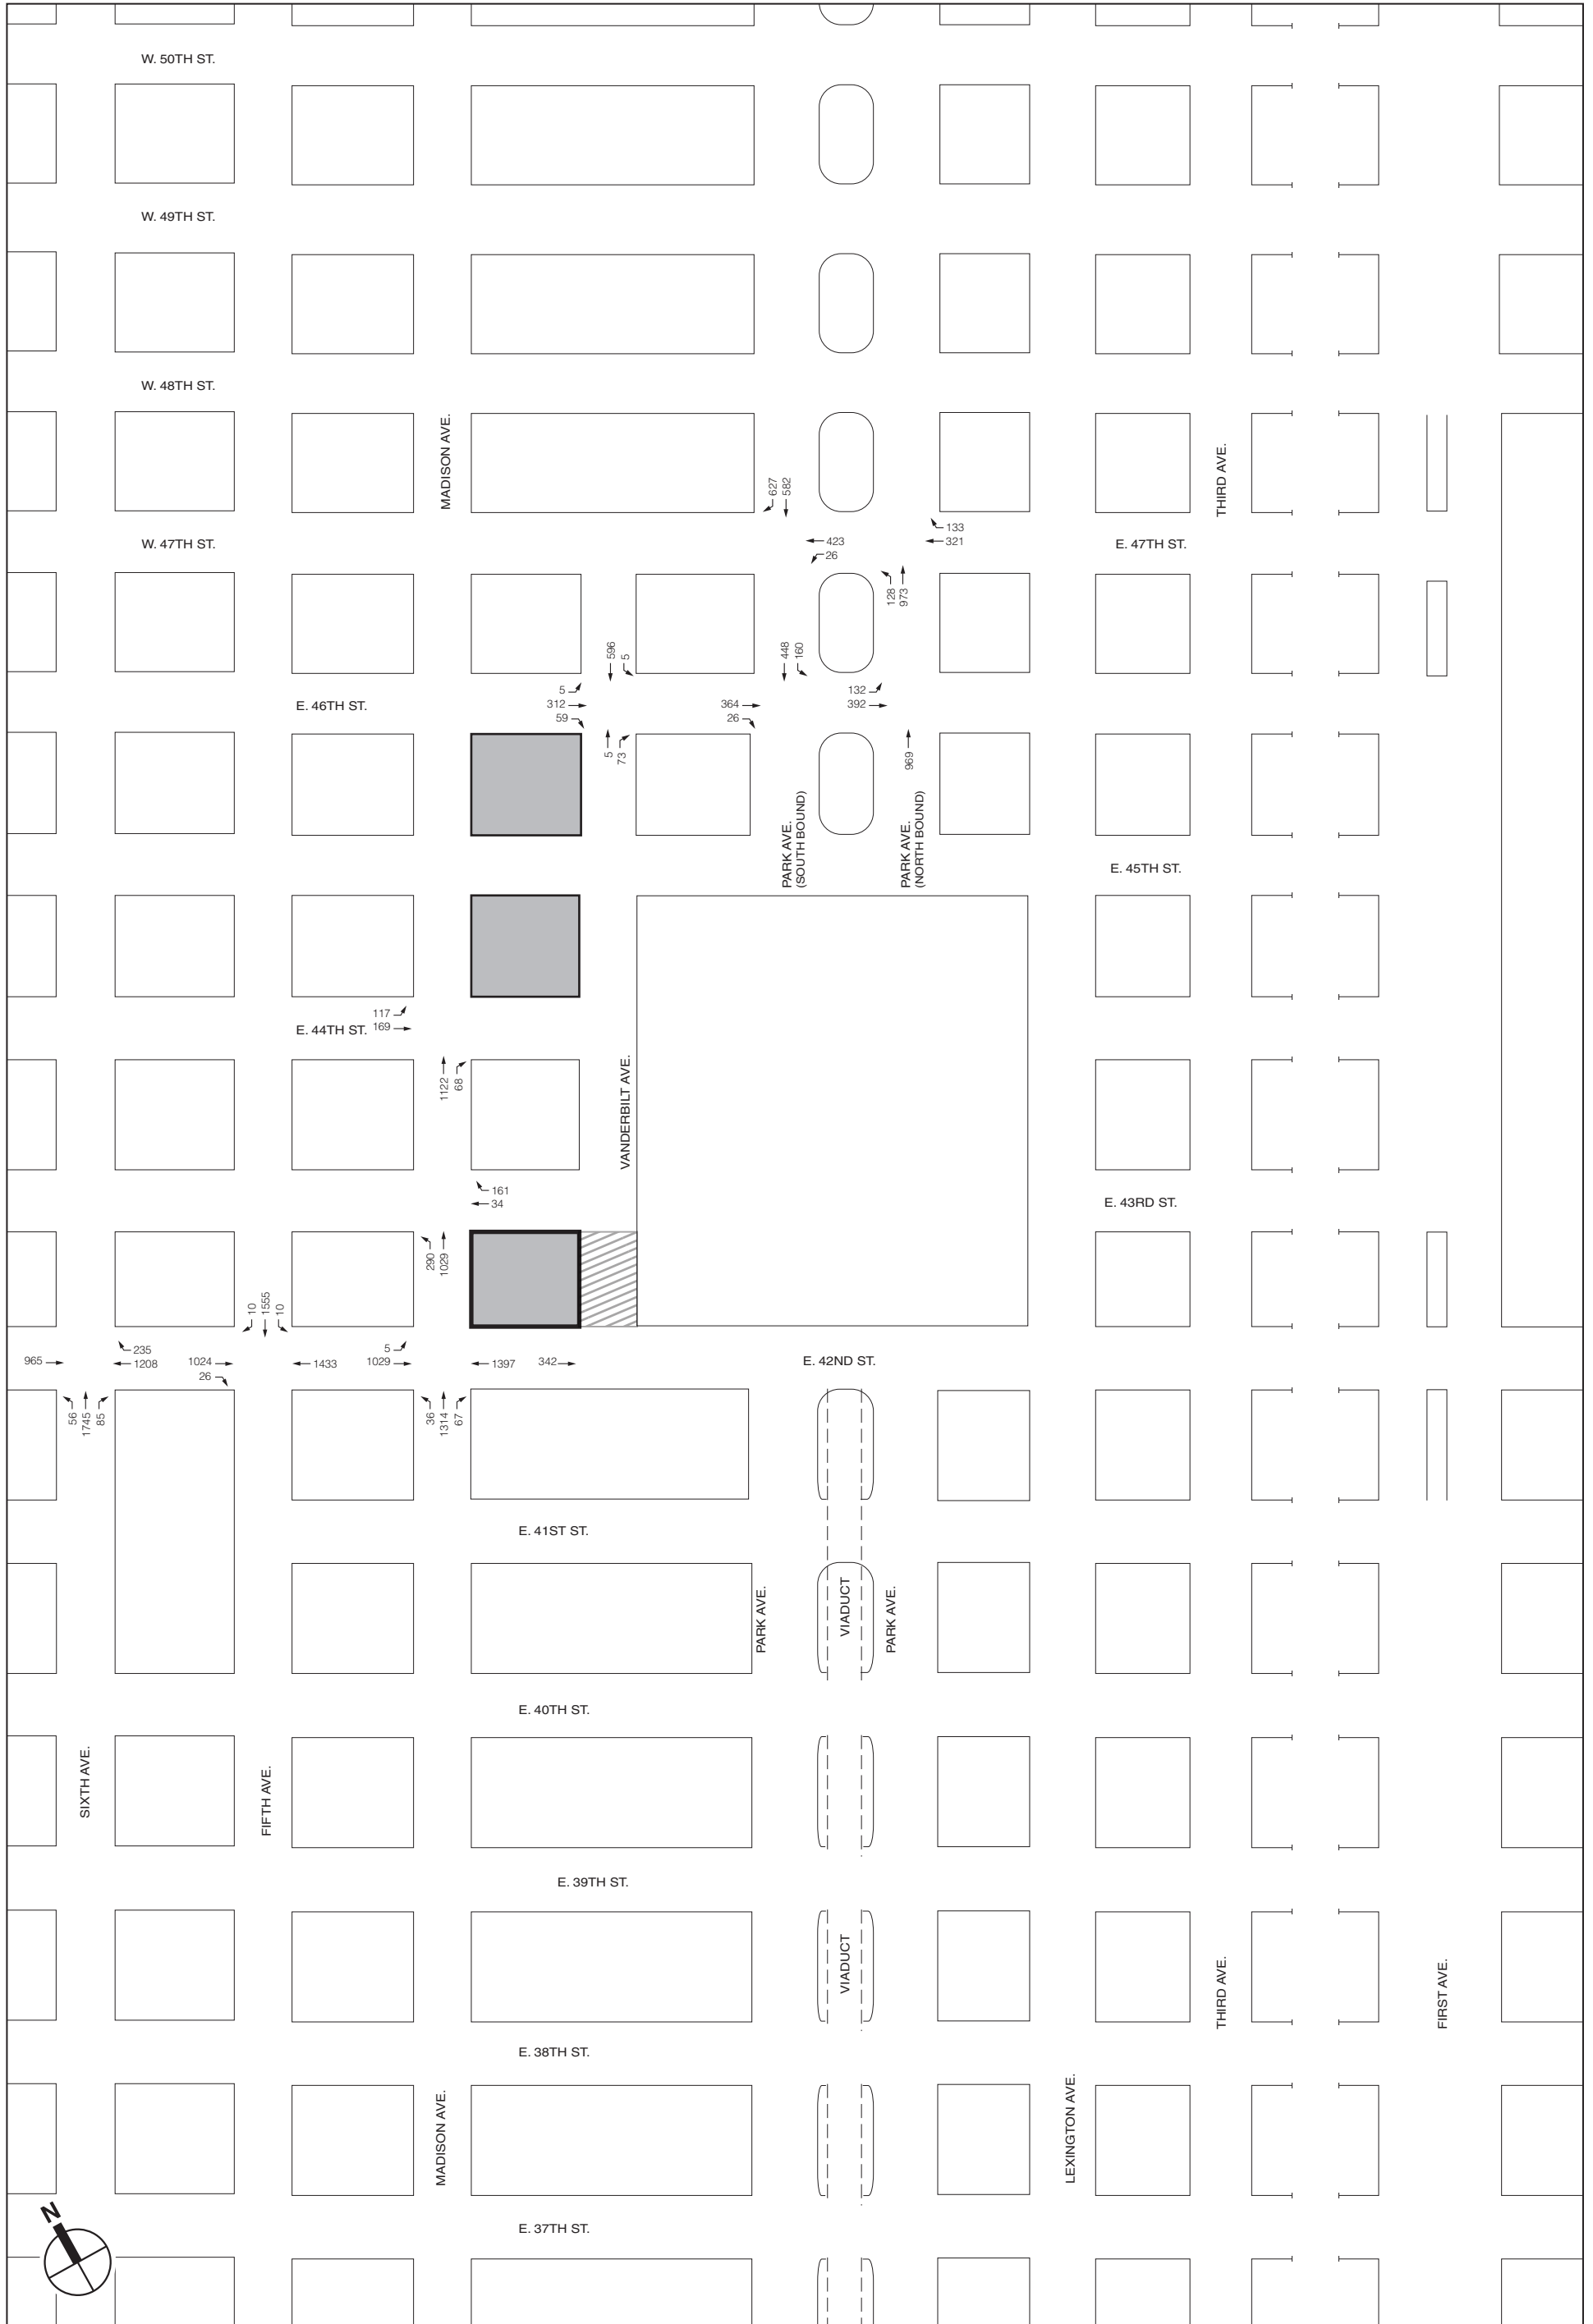 W. 50TH ST.
W. 49TH ST.
W. 48TH ST.
MADISON AVE.
THIRD AVE.
627
582
133
321
423
26
W. 47TH ST.
E. 47TH ST.
128
973
596
5
448
160
5
312
59
364
26
132
392
E. 46TH ST.
5
73
969
PARK AVE.
(SOUTH BOUND)
PARK AVE.
(NORTH BOUND)
E. 45TH ST.
117
169
E. 44TH ST.
1122
68
VANDERBILT AVE.
161
34
E. 43RD ST.
290
1029
10
1555
10
235
1208
965
1024
26
1433
5
1029
1397
342
E. 42ND ST.
56
1745
85
36
1314
67
E. 41ST ST.
PARK AVE.
VIADUCT
PARK AVE.
E. 40TH ST.
SIXTH AVE.
FIFTH AVE.
E. 39TH ST.
VIADUCT
THIRD AVE.
FIRST AVE.
E. 38TH ST.
MADISON AVE.
LEXINGTON AVE.
N
E. 37TH ST.